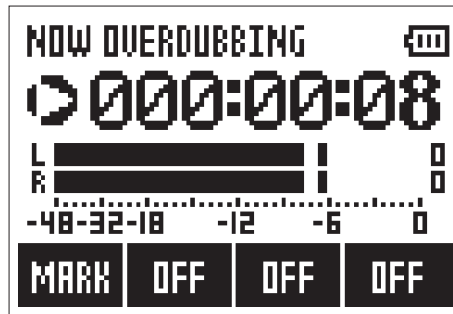 NOW OVERDUBBING
000:00:08
L 0
R 0
-48-32-18 -12 -6 0
MARK OFF OFF OFF